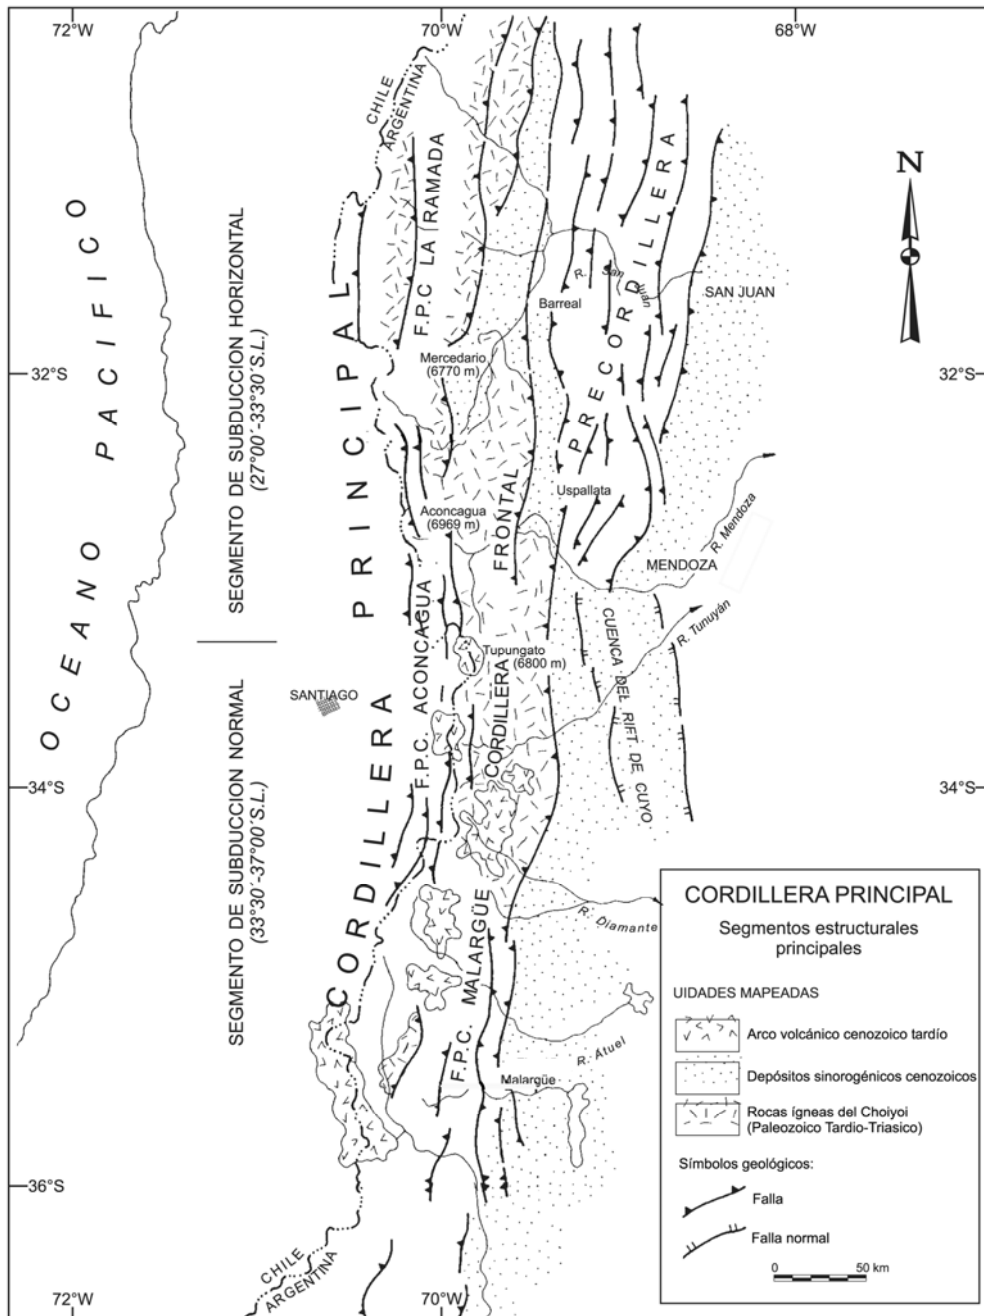 72°W
70°W
68°W
CHILE
ARGENTINA
OCEANO PACIFICO
SEGMENTO DE SUBDUCCION HORIZONTAL
(27°00´-33°30´S.L.)
SEGMENTO DE SUBDUCCION NORMAL
(33°30'-37°00'S.L.)
CORDILLERA PRINCIPAL
F.P.C LA RAMADA
PRECORDILLERA
R. San Juan
SAN JUAN
Barreal
N
Mercedario
(6770 m)
32°S
32°S
Aconcagua
(6969 m)
CORDILLERA FRONTAL
Uspallata
R. Mendoza
MENDOZA
F.P.C. ACONCAGUA
R. Tunuyán
Tupungato
(6800 m)
CUENCA DEL RIFT. DE CUYO
SANTIAGO
34°S
34°S
F.P.C. MALARGÜE
R. Diamante
R. Atuel
Malargüe
36°S
CHILE
ARGENTINA
72°W
70°W
CORDILLERA PRINCIPAL
Segmentos estructurales
principales
UIDADES MAPEADAS
Arco volcánico cenozoico tardío
Depósitos sinorogénicos cenozoicos
Rocas ígneas del Choiyoi
(Paleozoico Tardio-Triasico)
Símbolos geológicos:
Falla
Falla normal
0 50 km